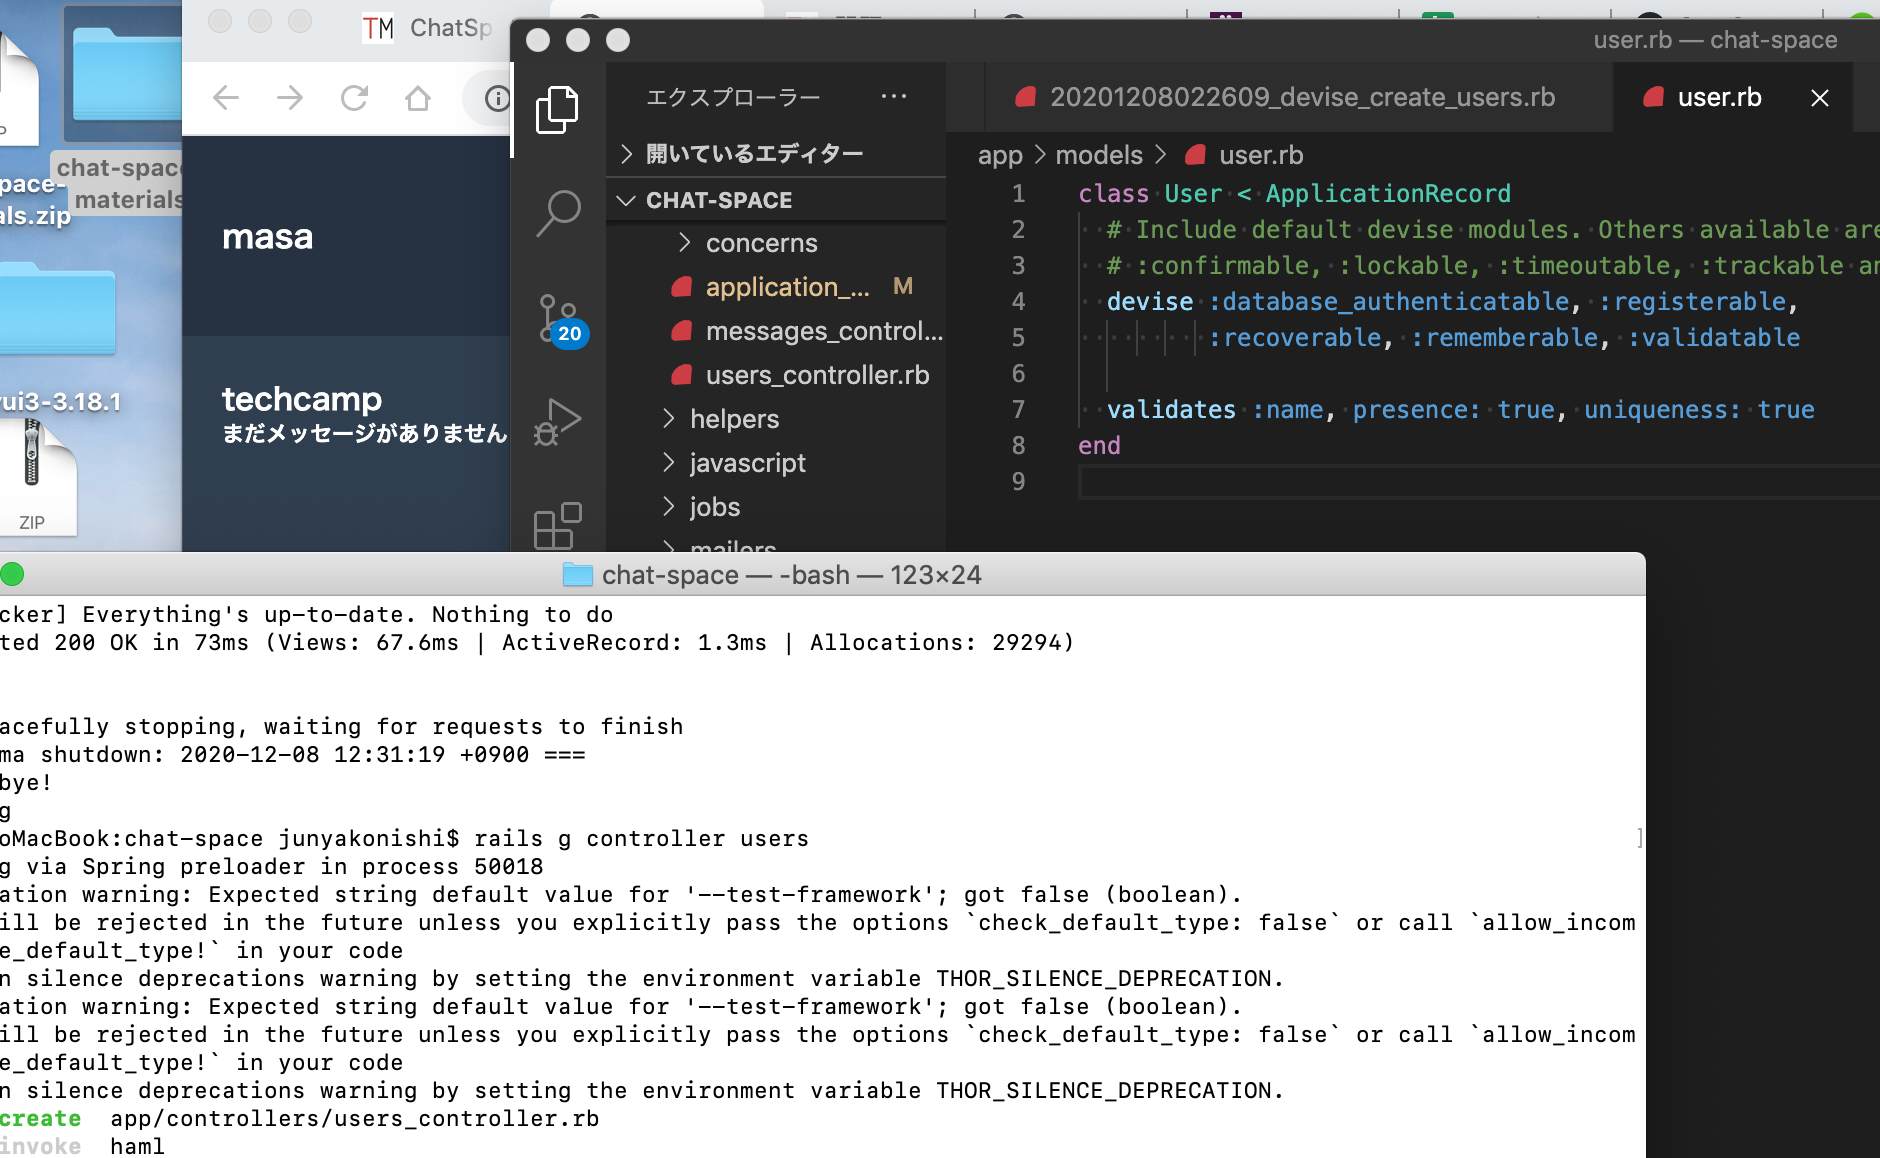 TM ChatSp
chat-space
materials
pace-
als.zip
ui3-3.18.1
ZIP
masa
techcamp
まだメッセージがありません
user.rb — chat-space
エクスプローラー ...
開いているエディター
CHAT-SPACE
concerns
application_... M
messages_control...
users_controller.rb
helpers
javascript
jobs
mailers
20
20201208022609_devise_create_users.rb
user.rb
app > models > user.rb
1 class User < ApplicationRecord
2 # Include default devise modules. Others available are
3 # :confirmable, :lockable, :timeoutable, :trackable an
4 devise :database_authenticatable, :registerable,
5 :recoverable, :rememberable, :validatable
6
7 validates :name, presence: true, uniqueness: true
8 end
9
chat-space — -bash — 123×24
cker] Everything's up-to-date. Nothing to do
ted 200 OK in 73ms (Views: 67.6ms | ActiveRecord: 1.3ms | Allocations: 29294)
acefully stopping, waiting for requests to finish
ma shutdown: 2020-12-08 12:31:19 +0900 ===
bye!
g
oMacBook:chat-space junyakonishi$ rails g controller users ]
g via Spring preloader in process 50018
ation warning: Expected string default value for '--test-framework'; got false (boolean).
ill be rejected in the future unless you explicitly pass the options `check_default_type: false` or call `allow_incom
e_default_type!` in your code
n silence deprecations warning by setting the environment variable THOR_SILENCE_DEPRECATION.
ation warning: Expected string default value for '--test-framework'; got false (boolean).
ill be rejected in the future unless you explicitly pass the options `check_default_type: false` or call `allow_incom
e_default_type!` in your code
n silence deprecations warning by setting the environment variable THOR_SILENCE_DEPRECATION.
create app/controllers/users_controller.rb
invoke haml